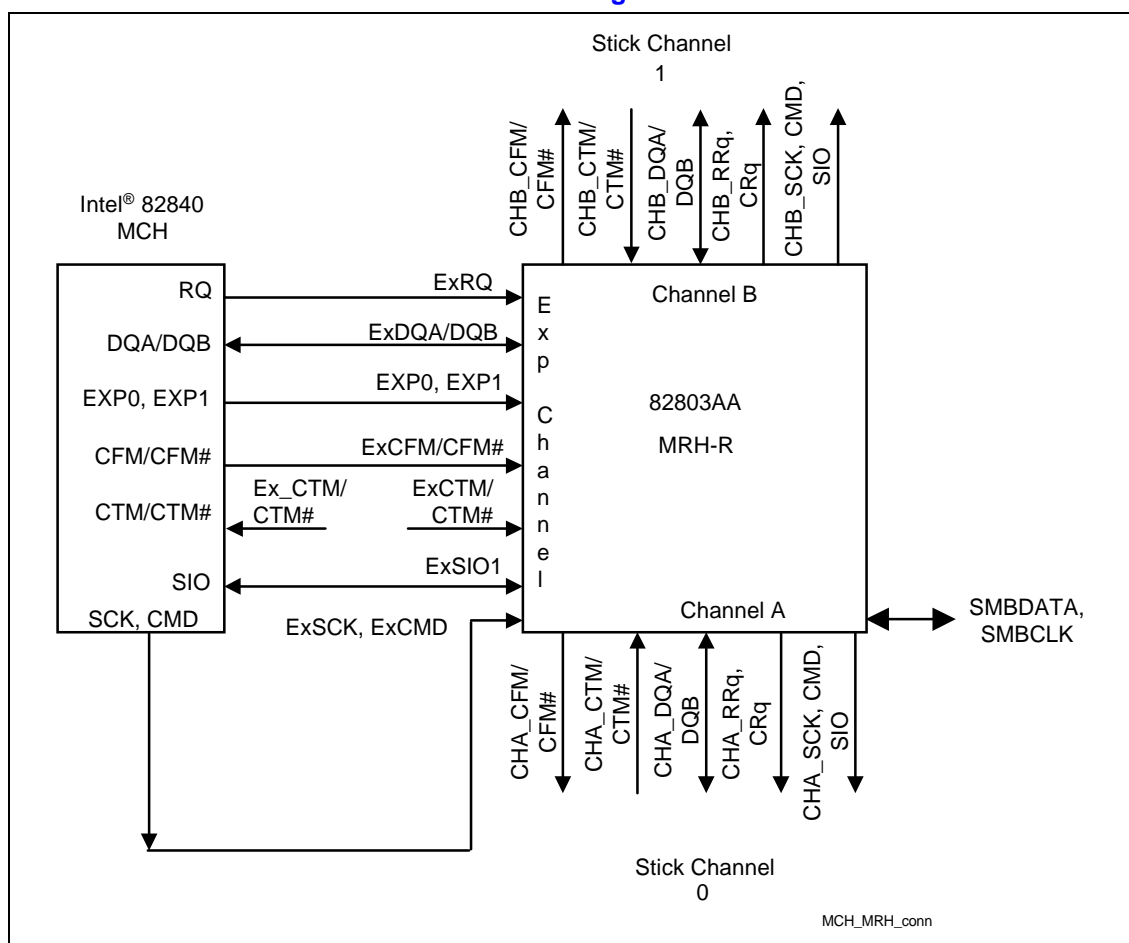 Stick Channel
1
CHB_CFM/
CFM#
CHB_CTM/
CTM#
CHB_DQA/
DQB
CHB_RRq,
CRq
CHB_SCK, CMD,
SIO
Intel® 82840
MCH
RQ
DQA/DQB
EXP0, EXP1
CFM/CFM#
CTM/CTM#
SIO
SCK, CMD
ExRQ
ExDQA/DQB
EXP0, EXP1
ExCFM/CFM#
Ex_CTM/
CTM#
ExCTM/
CTM#
ExSIO1
ExSCK, ExCMD
Exp Channel
Channel B
82803AA
MRH-R
Channel A
SMBDATA,
SMBCLK
CHA_CFM/
CFM#
CHA_CTM/
CTM#
CHA_DQA/
DQB
CHA_RRq,
CRq
CHA_SCK, CMD,
SIO
Stick Channel
0
MCH_MRH_conn